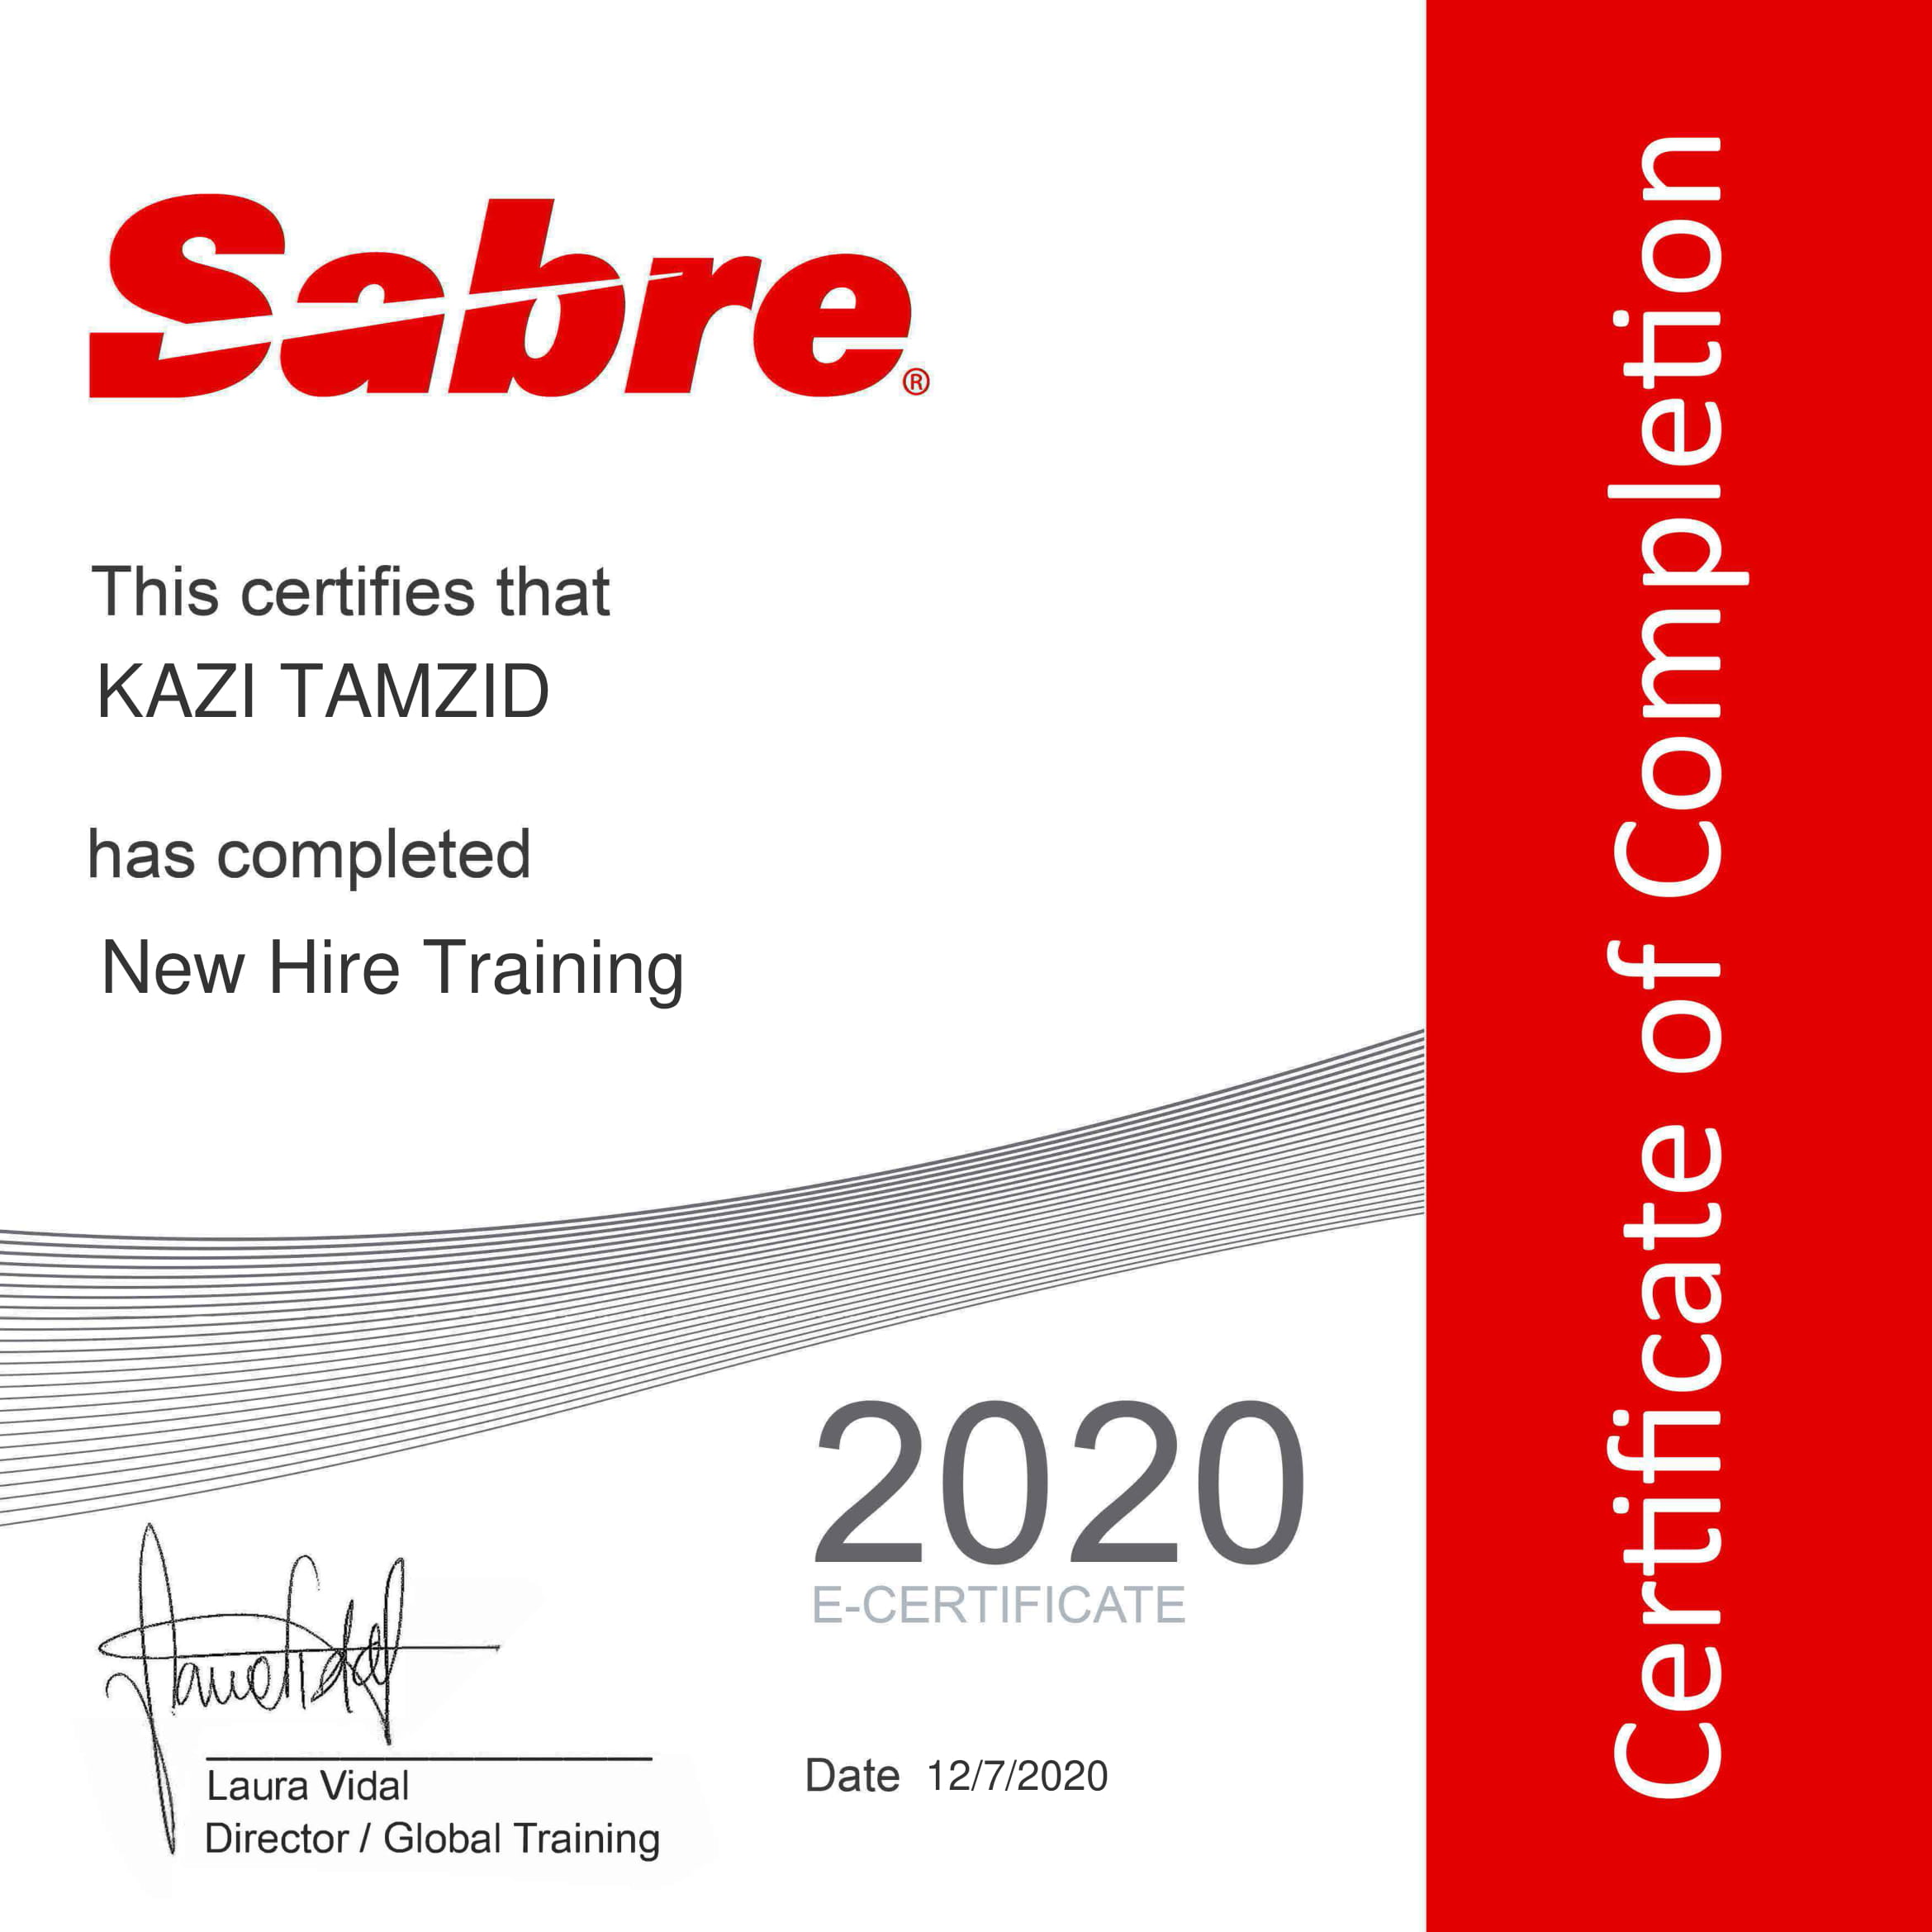 Sabre®
This certifies that
KAZI TAMZID
has completed
New Hire Training
2020
E-CERTIFICATE
Laura Vidal
Director / Global Training
Date 12/7/2020
Certificate of Completion